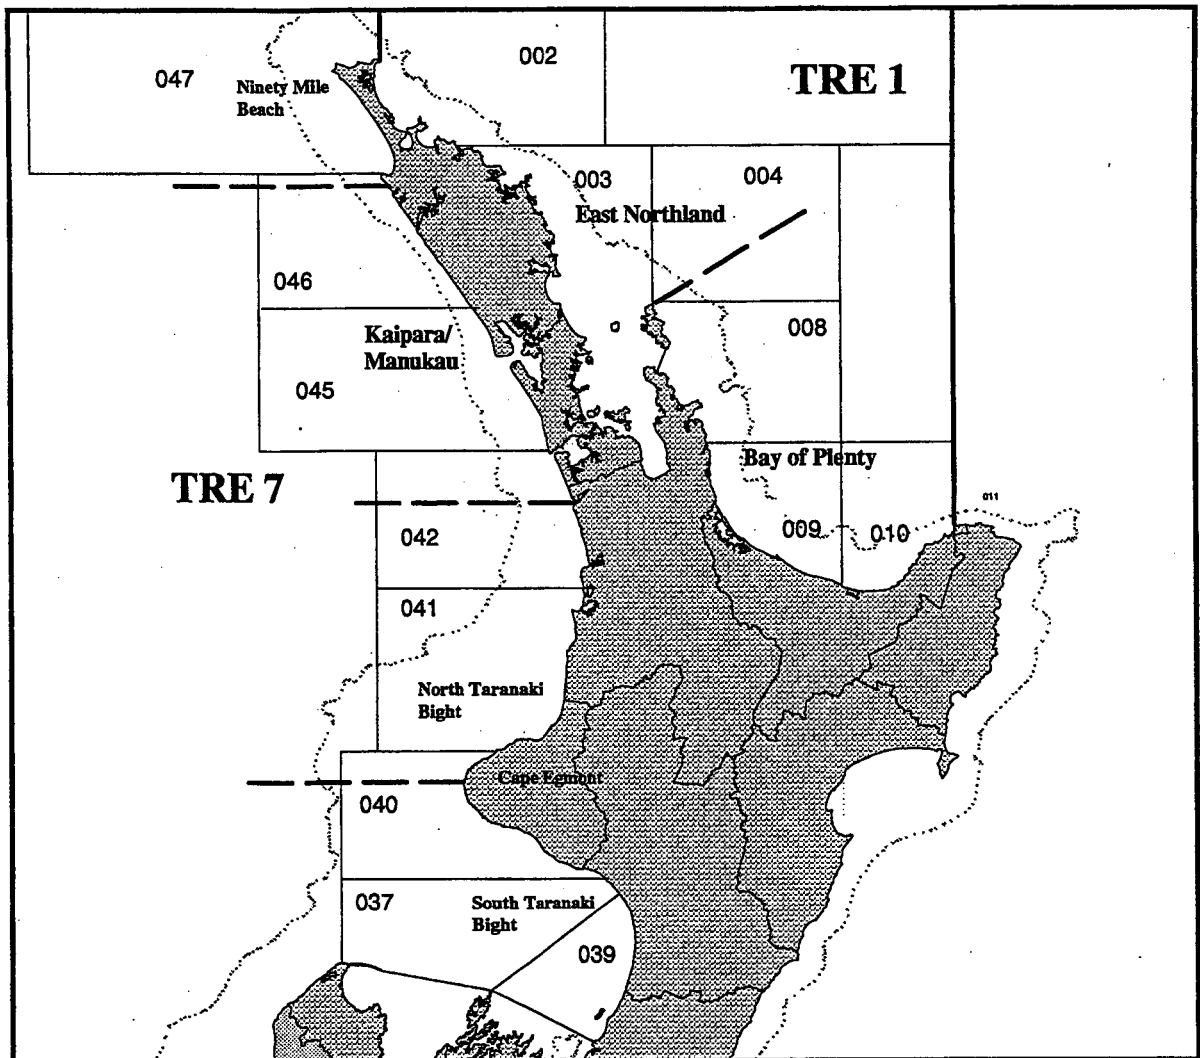 047
Ninety Mile
Beach
002
TRE 1
003
004
East Northland
046
008
Kaipara/
Manukau
045
Bay of Plenty
TRE 7
011
042
009
010
041
North Taranaki
Bight
Cape Egmont
040
037
South Taranaki
Bight
039